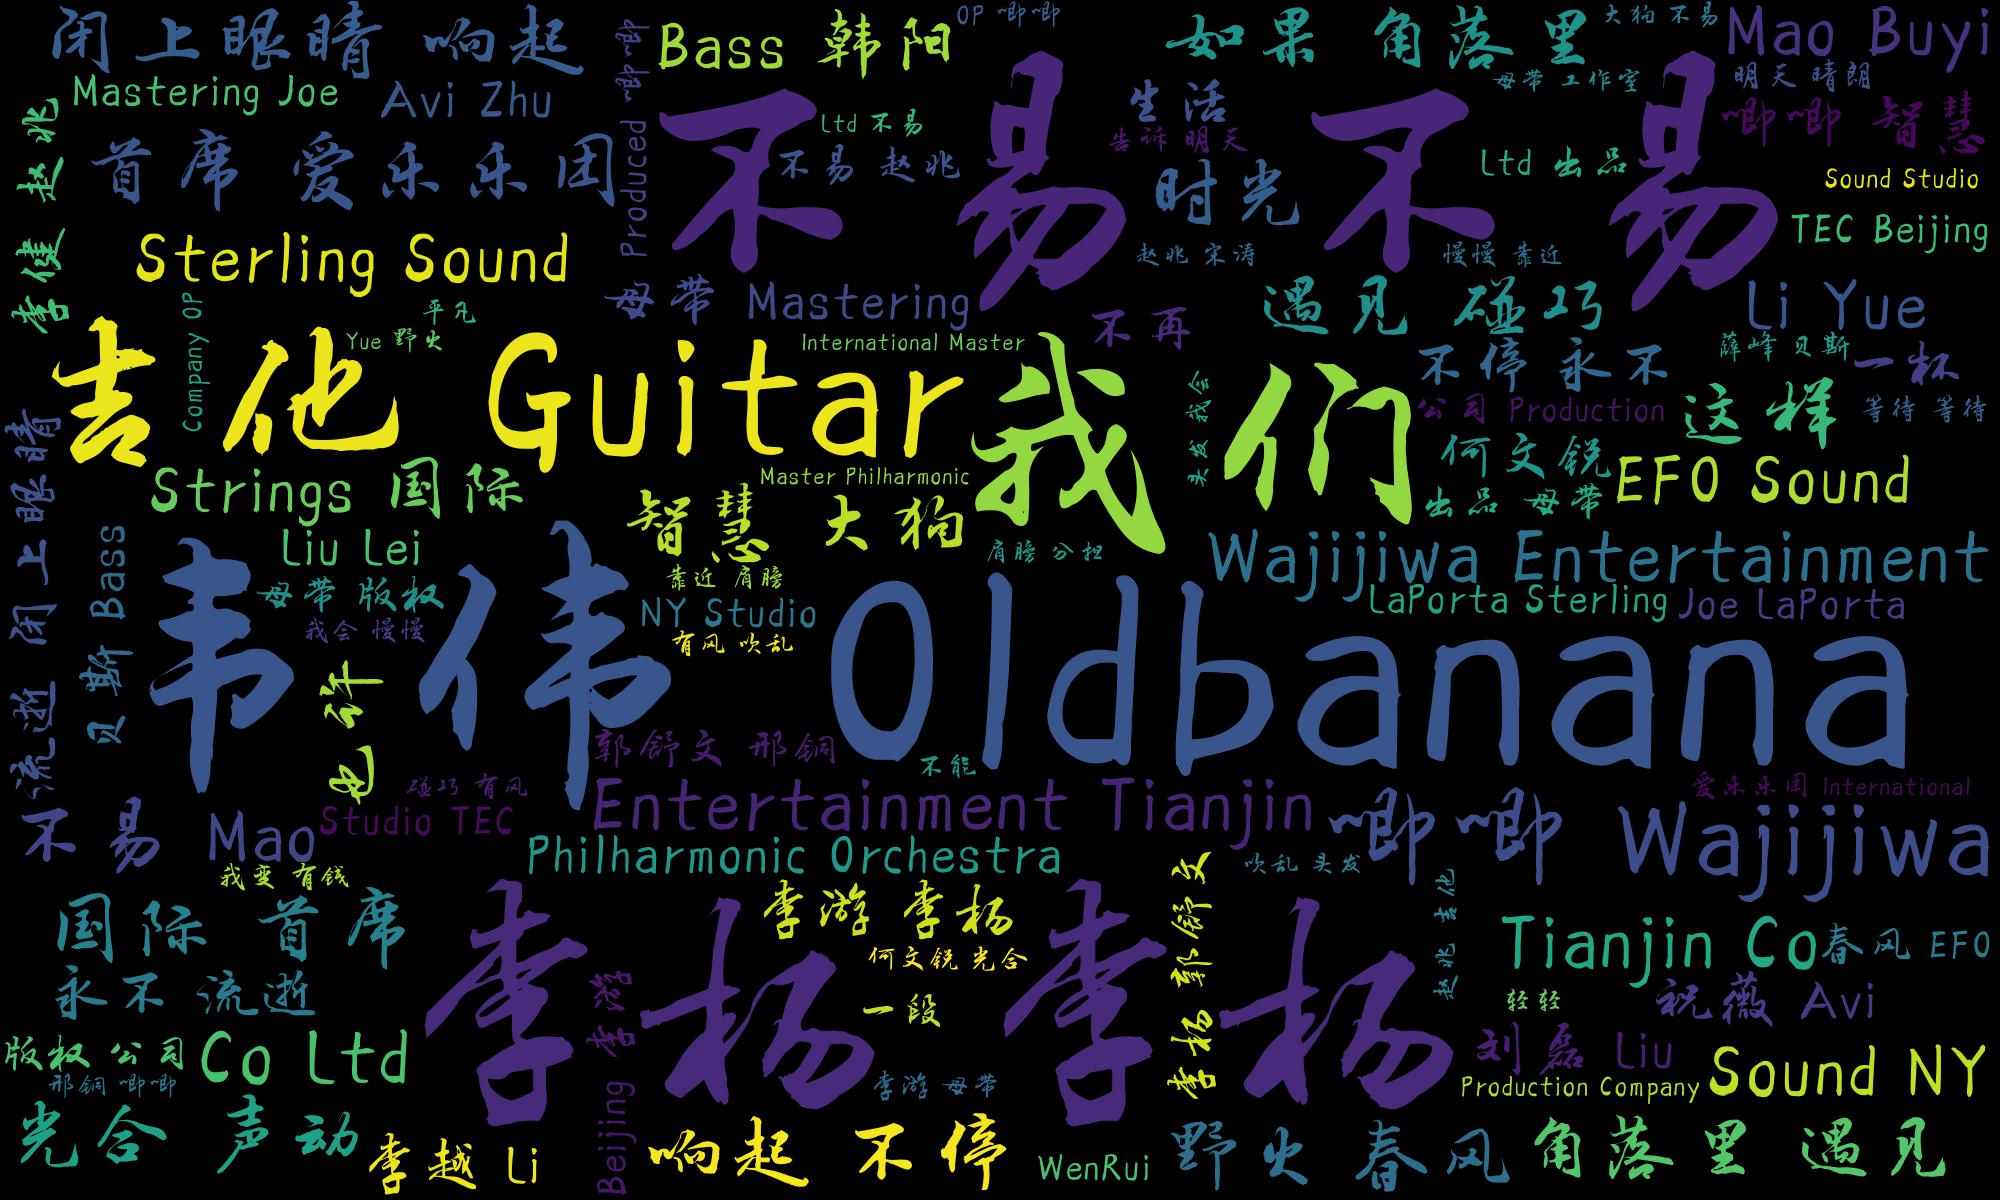 闭上眼睛 响起
Produced 唧唧
Bass 韩阳
OP 唧唧
如果 角落里
大狗 不易
Mao Buyi
Mastering Joe
Avi Zhu
赵兆
李健
母带 工作室
明天 晴朗
不易 不易
生活
唧唧 智慧
Ltd 不易
告诉 明天
首席 爱乐乐团
不易 赵兆
时光
Ltd 出品
Sound Studio
TEC Beijing
Sterling Sound
赵兆 宋涛
慢慢 靠近
母带 Mastering
遇见 碰巧
Li Yue
Company OP
平凡
Yue 野火
International Master
不再
不停 永不
薛峰 贝斯
一杯
吉他 Guitar
我们
头发 我会
公司 Production
这样
等待 等待
何文锐
EFO Sound
闭上眼睛
流逝
Strings 国际
Master Philharmonic
智慧 大狗
出品 母带
贝斯 Bass
Liu Lei
肩膀 分担
Wajijiwa Entertainment
靠近 肩膀
母带 版权
NY Studio
LaPorta Sterling
Joe LaPorta
我会 慢慢
有风 吹乱
韦伟 Oldbanana
也许
郭舒文 邢铜
不能
碰巧 有风
爱乐乐团 International
不易 Mao
Studio TEC
Entertainment Tianjin
唧唧 Wajijiwa
Philharmonic Orchestra
吹乱 头发
我变 有钱
李杨 郭舒文
赵兆 吉他
国际 首席
李杨 李杨
李游 李杨
Tianjin Co
春风 EFO
何文锐 光合
永不 流逝
Beijing 李游
一段
轻轻
祝薇 Avi
版权 公司
Co Ltd
刘磊 Liu
Sound NY
邢铜 唧唧
李游 母带
Production Company
光合 声动
李越 Li
响起 不停
WenRui
野火 春风
角落里 遇见